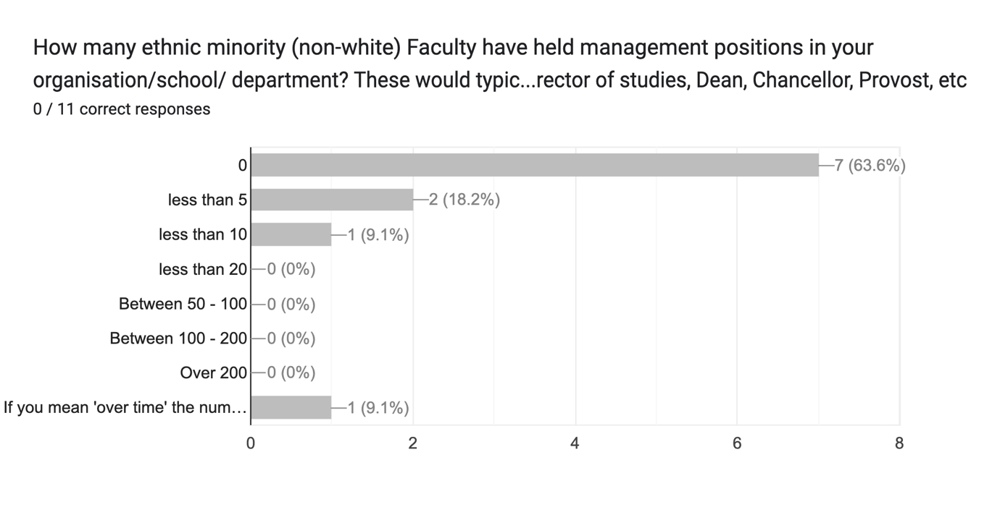 How many ethnic minority (non-white) Faculty have held management positions in your
organisation/school/ department? These would typic...rector of studies, Dean, Chancellor, Provost, etc
0 / 11 correct responses
0 7 (63.6%)
less than 5 2 (18.2%)
less than 10 1 (9.1%)
less than 20 0 (0%)
Between 50 - 100 0 (0%)
Between 100 - 200 0 (0%)
Over 200 0 (0%)
If you mean 'over time' the num... 1 (9.1%)
0 2 4 6 8